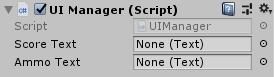 UI Manager (Script)
Script UIManager
Score Text None (Text)
Ammo Text None (Text)